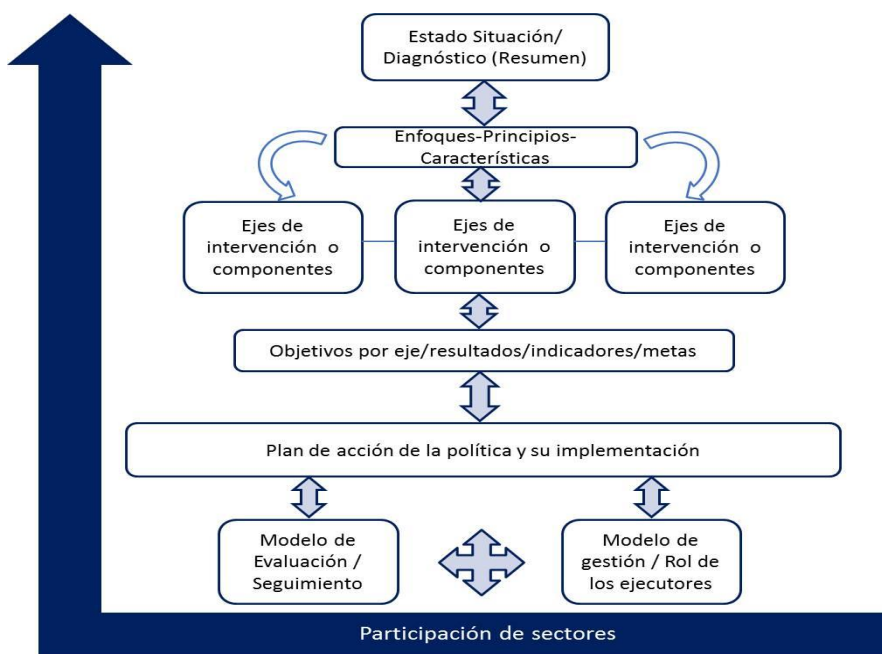 Estado Situación/
Diagnóstico (Resumen)
Enfoques-Principios-
Características
Ejes de
intervención o
componentes
Ejes de
intervención o
componentes
Ejes de
intervención o
componentes
Objetivos por eje/resultados/indicadores/metas
Plan de acción de la política y su implementación
Modelo de
Evaluación /
Seguimiento
Modelo de
gestión / Rol de
los ejecutores
Participación de sectores